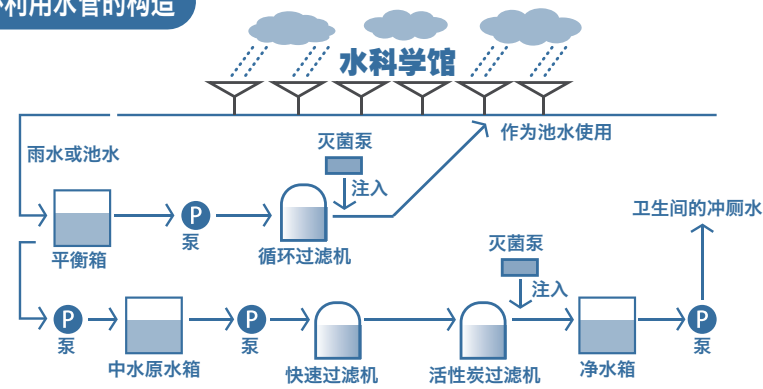 利用水管的构造
水科学馆
雨水或池水
灭菌泵
作为池水使用
注入
P
泵
平衡箱
循环过滤机
卫生间的冲厕水
灭菌泵
注入
P
泵
中水原水箱
P
泵
快速过滤机
活性炭过滤机
净水箱
P
泵